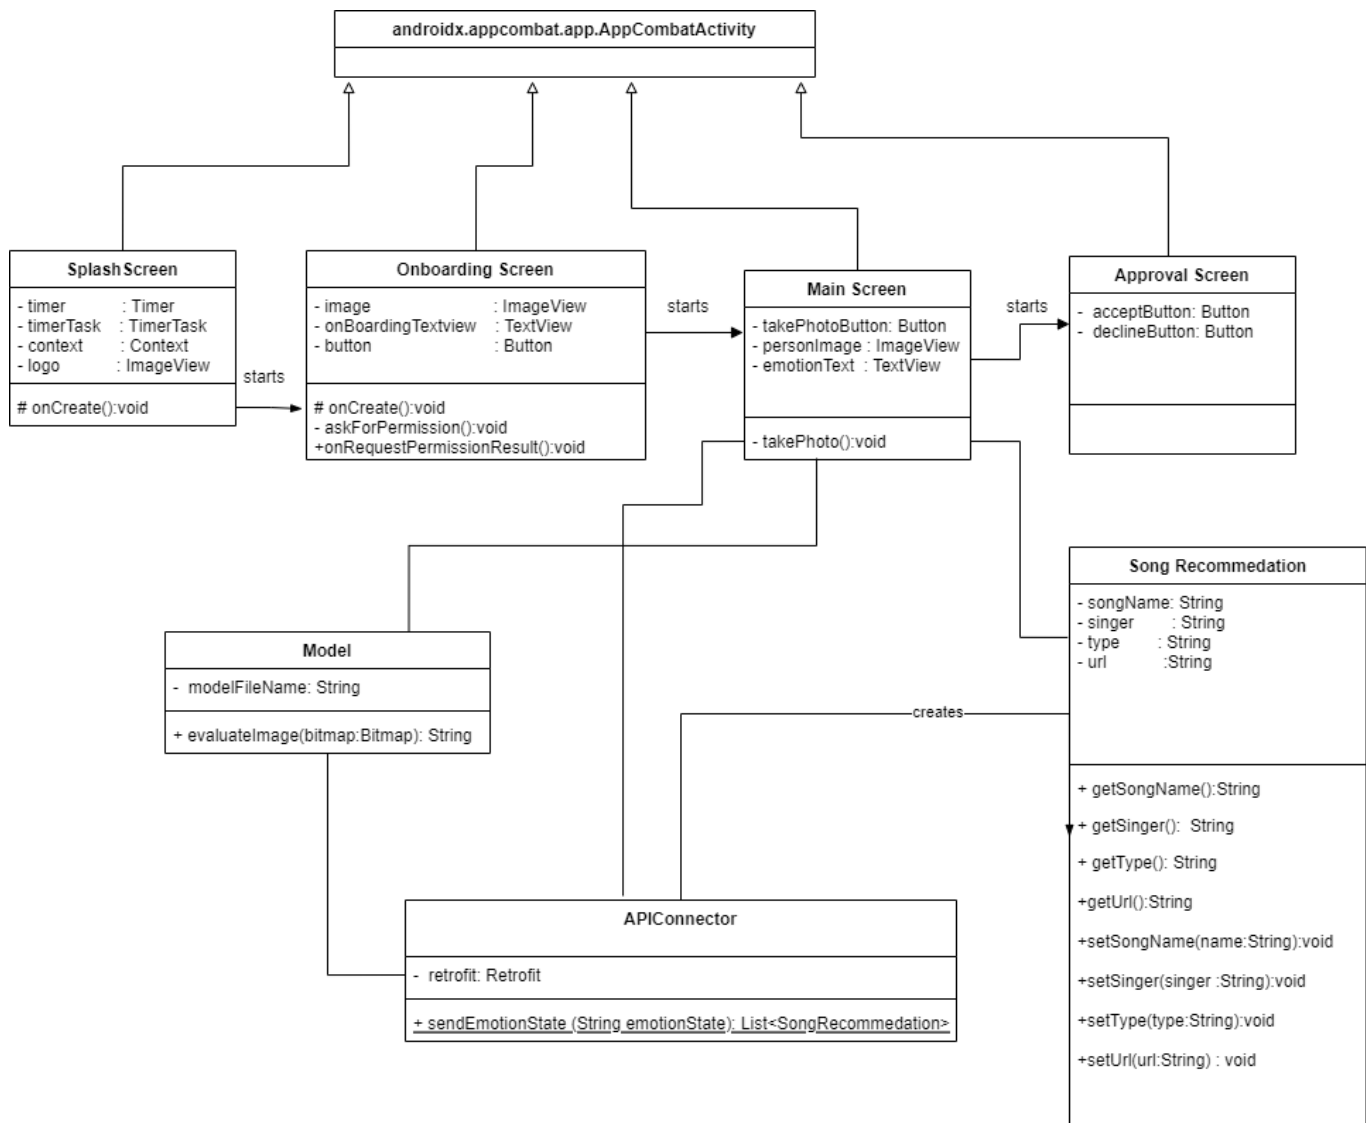 androidx.appcombat.app.AppCombatActivity
SplashScreen
- timer : Timer
- timerTask : TimerTask
- context : Context
- logo : ImageView
# onCreate():void
starts
Onboarding Screen
- image : ImageView
- onBoardingTextview : TextView
- button : Button
# onCreate():void
- askForPermission():void
+onRequestPermissionResult():void
starts
Main Screen
- takePhotoButton: Button
- personImage : ImageView
- emotionText : TextView
- takePhoto():void
starts
Approval Screen
- acceptButton: Button
- declineButton: Button
Song Recommedation
- songName: String
- singer : String
- type : String
- url :String
+ getSongName():String
+ getSinger(): String
+ getType(): String
+getUrl():String
+setSongName(name:String):void
+setSinger(singer :String):void
+setType(type:String):void
+setUrl(url:String) : void
Model
- modelFileName: String
+ evaluateImage(bitmap:Bitmap): String
creates
APIConnector
- retrofit: Retrofit
+ sendEmotionState (String emotionState): List<SongRecommedation>